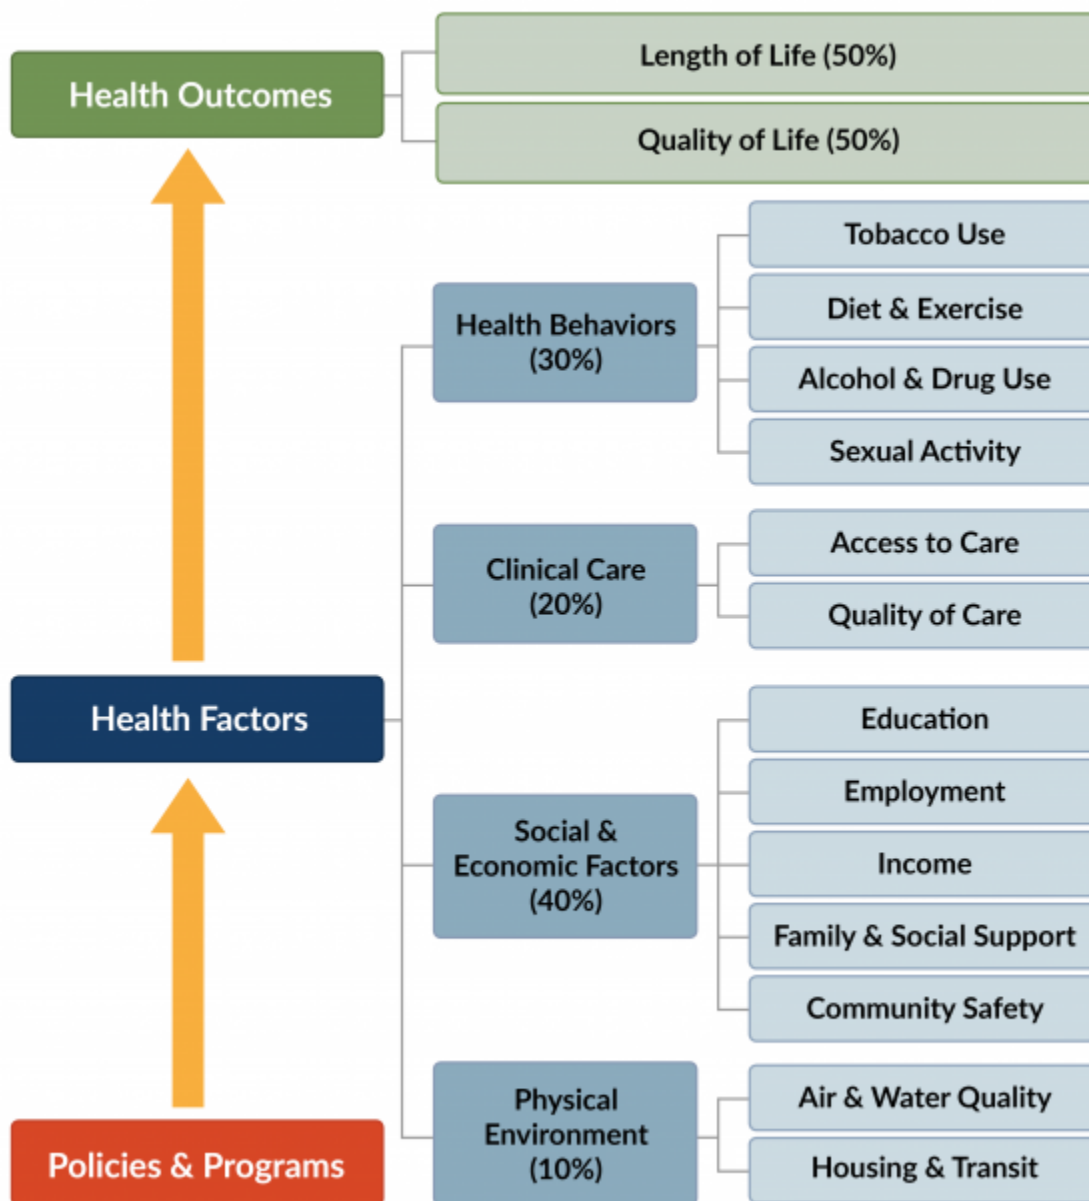 Health Outcomes
Length of Life (50%)
Quality of Life (50%)
Health Behaviors
(30%)
Tobacco Use
Diet & Exercise
Alcohol & Drug Use
Sexual Activity
Clinical Care
(20%)
Access to Care
Quality of Care
Health Factors
Social &
Economic Factors
(40%)
Education
Employment
Income
Family & Social Support
Community Safety
Physical
Environment
(10%)
Air & Water Quality
Housing & Transit
Policies & Programs